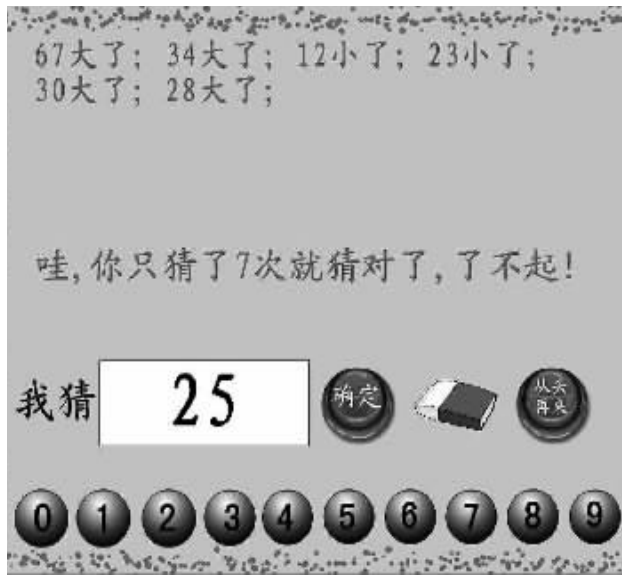 67大了; 34大了; 12小了; 23小了;
30大了; 28大了;
哇,你只猜了7次就猜对了,了不起!
我猜 25 确定 从头再来
0 1 2 3 4 5 6 7 8 9